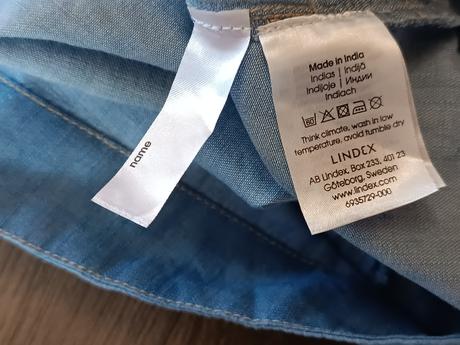 name
Made in India
Indias | Indijā
Indijoje | ИНДИИ
Indiach
Think climate, wash in low
temperature, avoid tumble dry
LINDEX
AB Lindex, Box 233, 401 23
Göteborg, Sweden
www.lindex.com
6935729-000